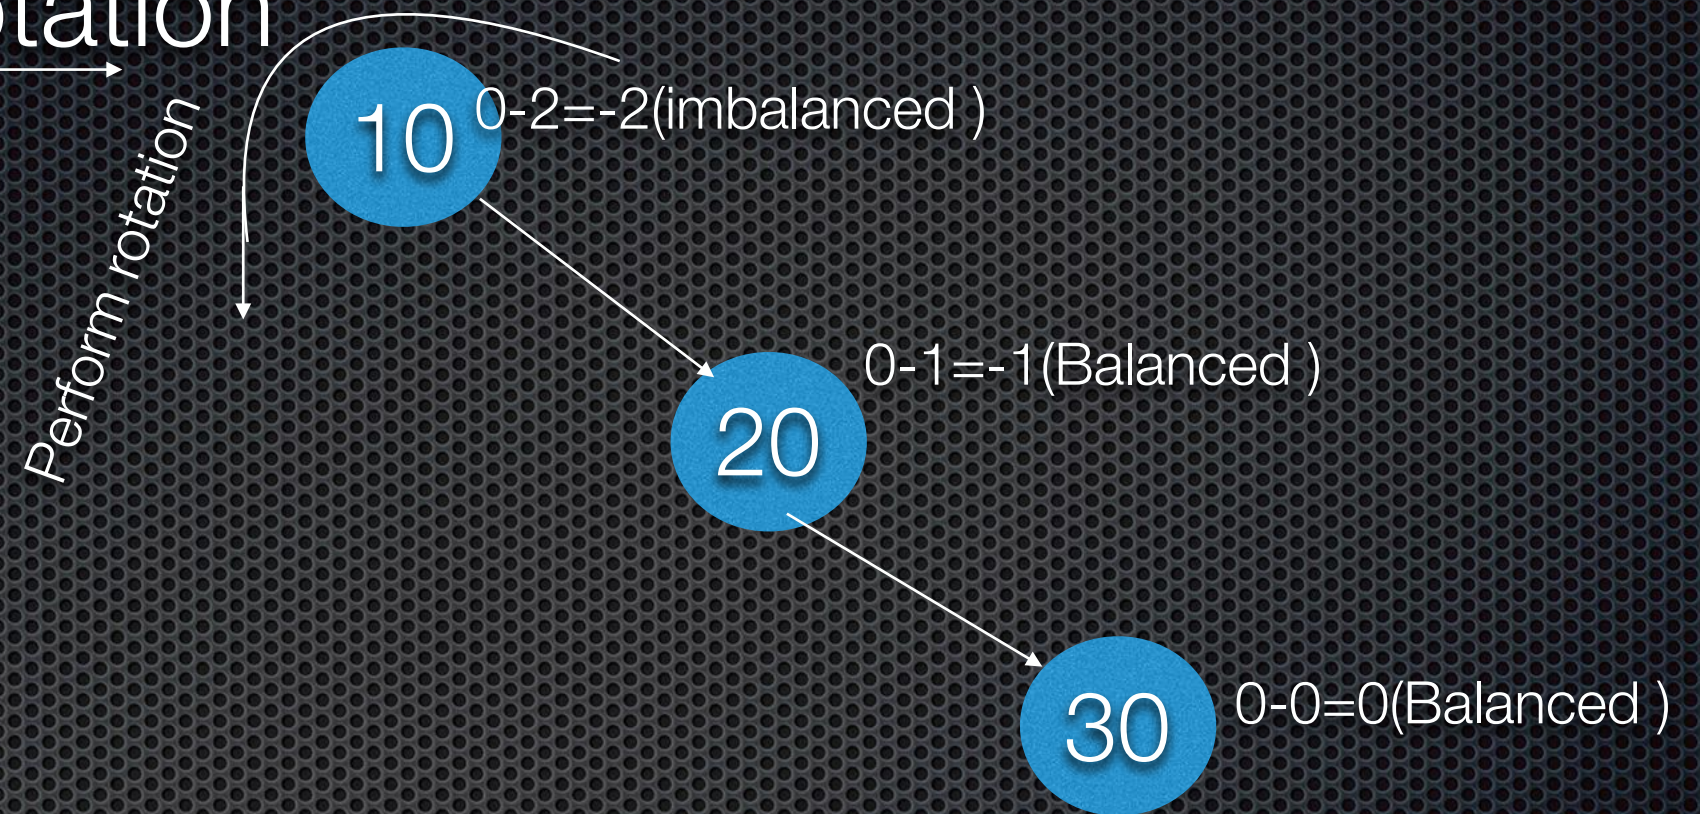 10
0-2=-2(imbalanced )
Perform rotation
0-1=-1(Balanced )
20
30
0-0=0(Balanced )